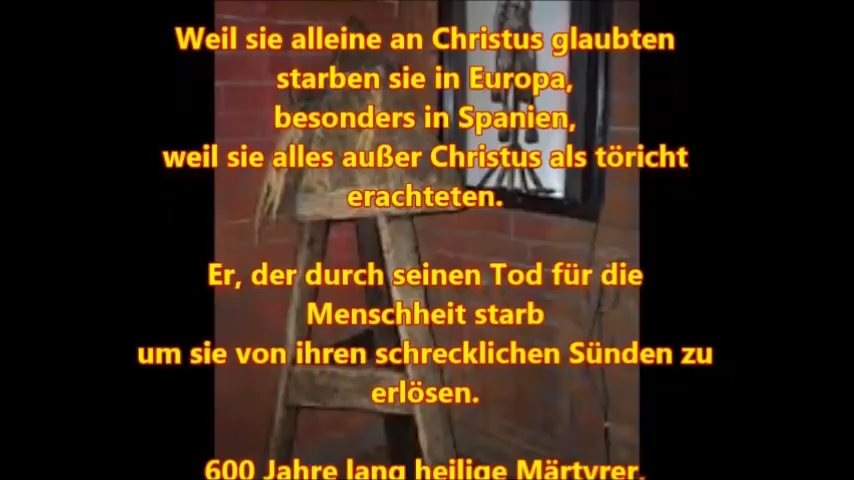 Weil sie alleine an Christus glaubten
starben sie in Europa,
besonders in Spanien,
weil sie alles außer Christus als töricht
erachteten.
Er, der durch seinen Tod für die
Menschheit starb
um sie von ihren schrecklichen Sünden zu
erlösen.
600 Jahre lang heilige Märtyrer,